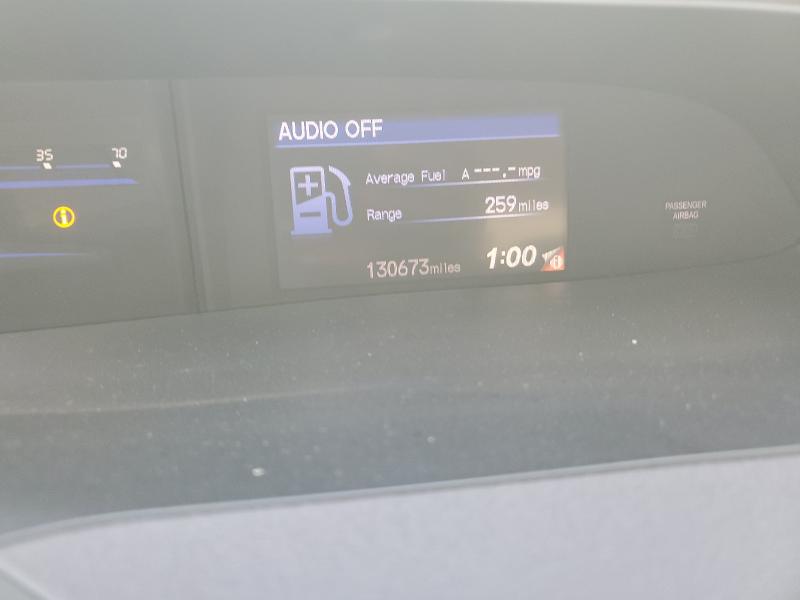 35 70
AUDIO OFF
Average Fuel A ---.- mpg
Range 259 miles
130673 miles 1:00
PASSENGER
AIRBAG